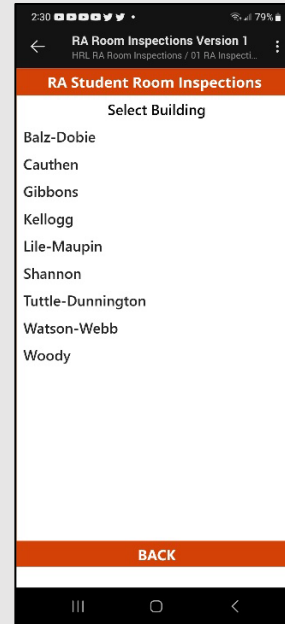 2:30 79%
RA Room Inspections Version 1
HRL RA Room Inspections / 01 RA Inspecti...
RA Student Room Inspections
Select Building
Balz-Dobie
Cauthen
Gibbons
Kellogg
Lile-Maupin
Shannon
Tuttle-Dunnington
Watson-Webb
Woody
BACK